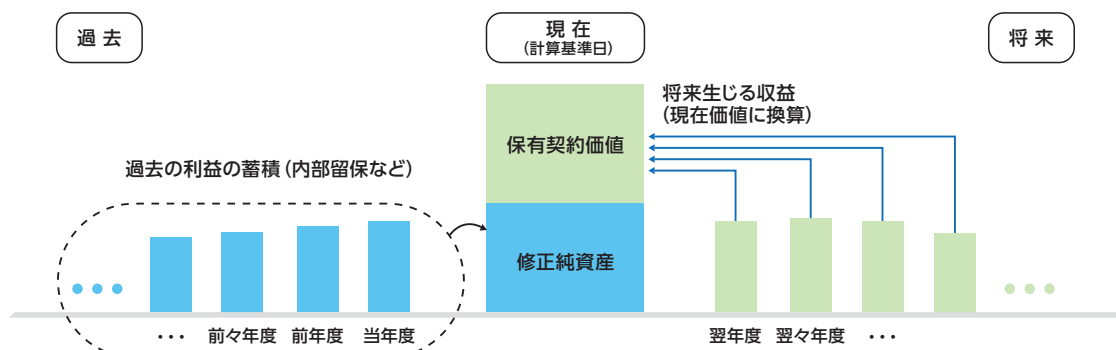 過去
現在
(計算基準日)
将来
将来生じる収益
(現在価値に換算)
保有契約価値
過去の利益の蓄積(内部留保など)
修正純資産
… 前々年度 前年度 当年度
翌年度 翌々年度 …